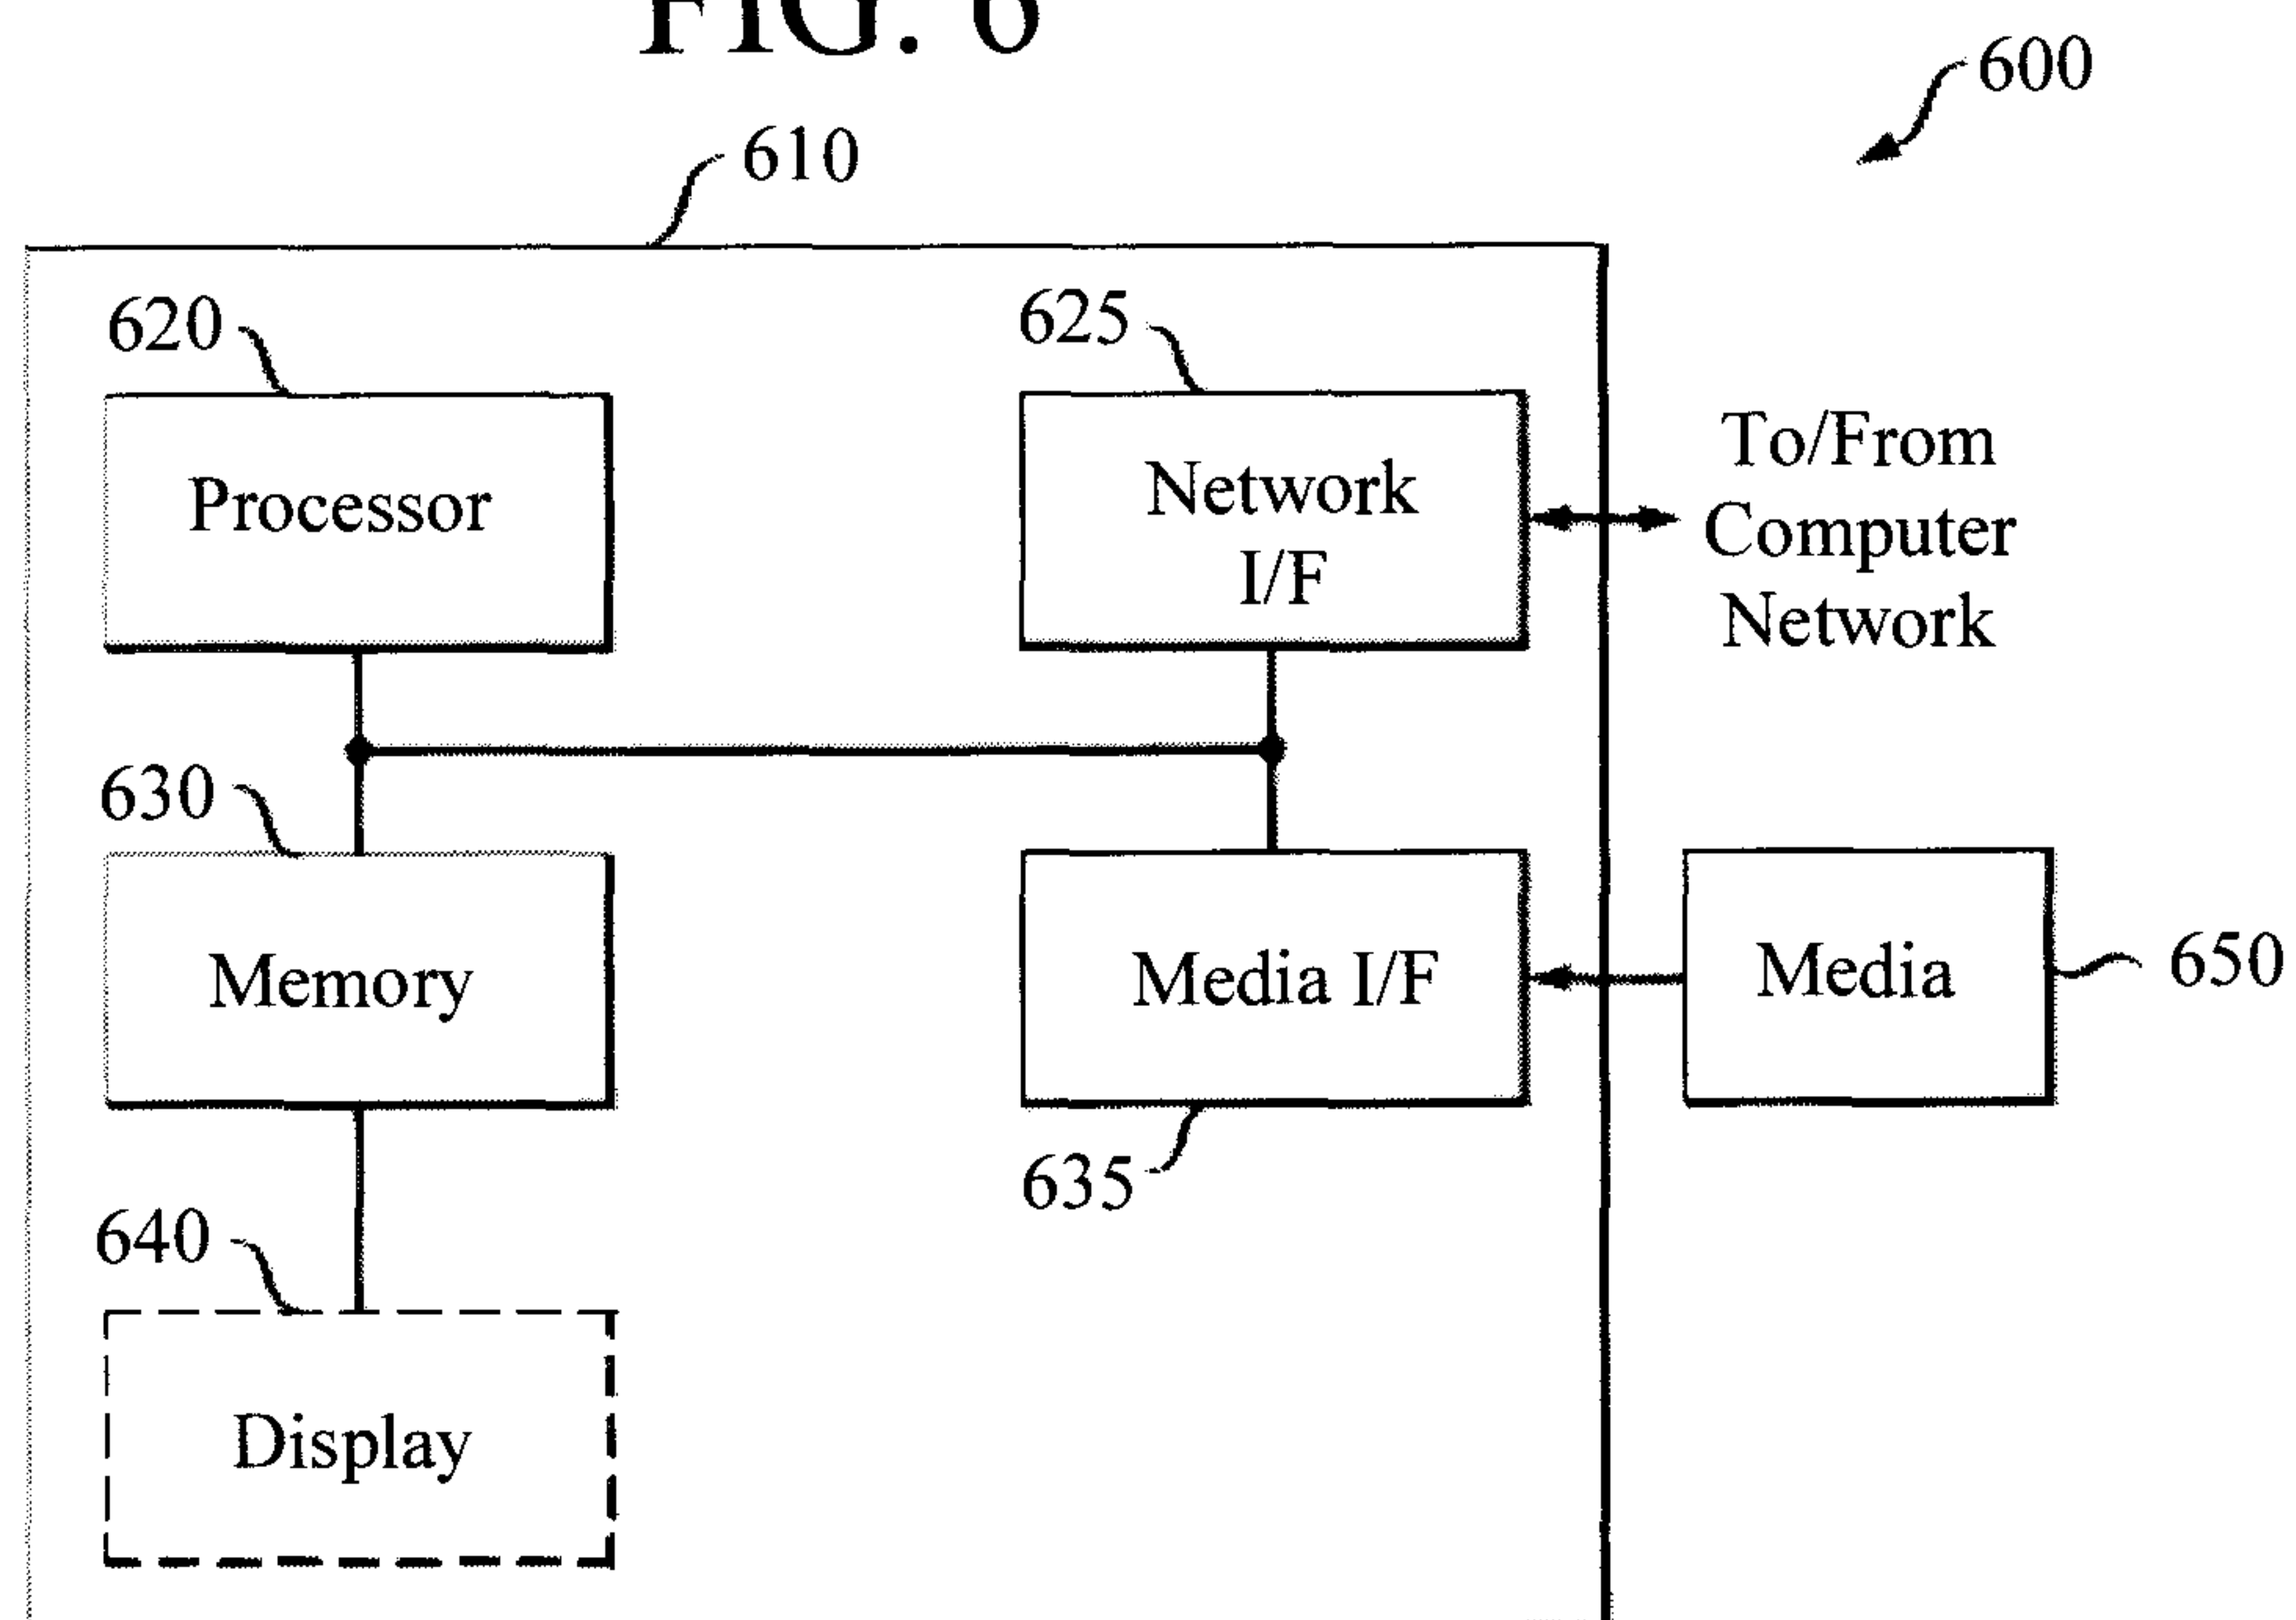 FIG. 6
600
610
620
625
Processor
Network
I/F
To/From
Computer
Network
630
Memory
Media I/F
Media
650
635
640
Display